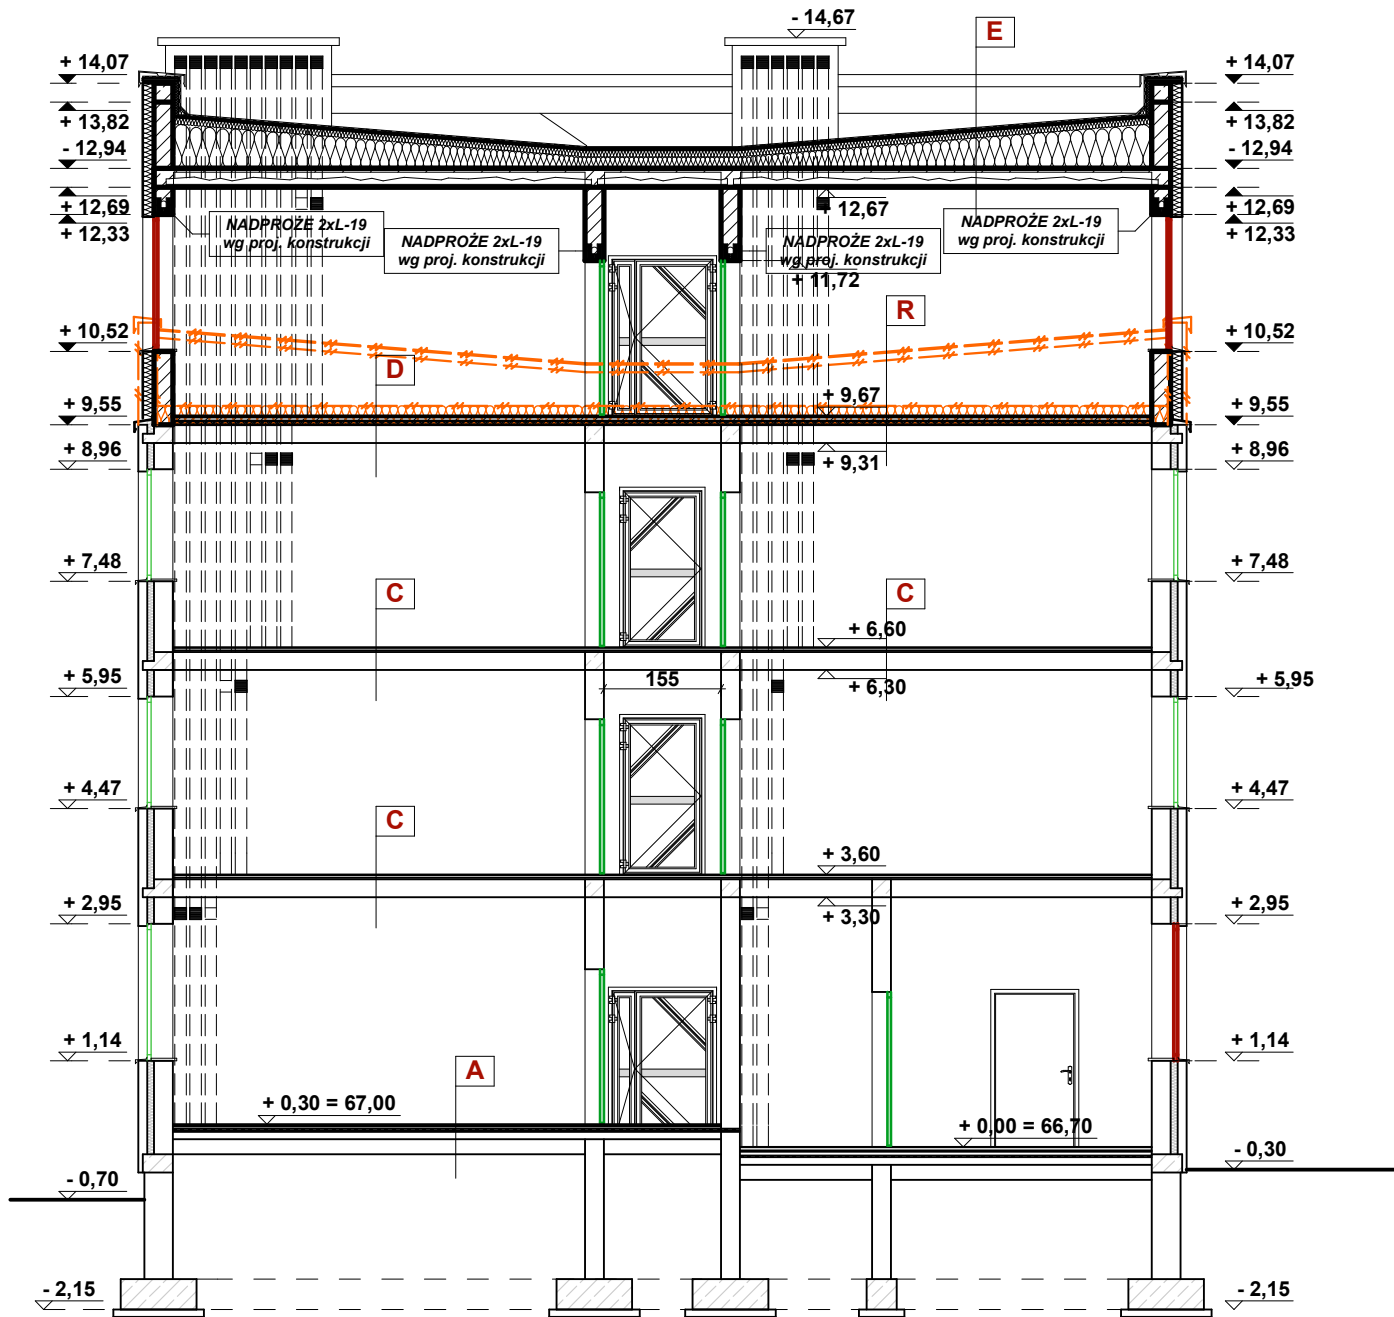 - 14,67
E
+ 14,07
+ 14,07
+ 13,82
+ 13,82
- 12,94
- 12,94
+ 12,69
+ 12,67
+ 12,69
+ 12,33
+ 12,33
NADPROŻE 2xL-19
wg proj. konstrukcji
NADPROŻE 2xL-19
wg proj. konstrukcji
NADPROŻE 2xL-19
wg proj. konstrukcji
NADPROŻE 2xL-19
wg proj. konstrukcji
+ 11,72
R
+ 10,52
+ 10,52
D
+ 9,67
+ 9,55
+ 9,55
+ 8,96
+ 9,31
+ 8,96
+ 7,48
+ 7,48
C
C
+ 6,60
+ 5,95
155
+ 6,30
+ 5,95
+ 4,47
+ 4,47
C
+ 3,60
+ 2,95
+ 3,30
+ 2,95
+ 1,14
+ 1,14
A
+ 0,30 = 67,00
+ 0,00 = 66,70
- 0,30
- 0,70
- 2,15
- 2,15